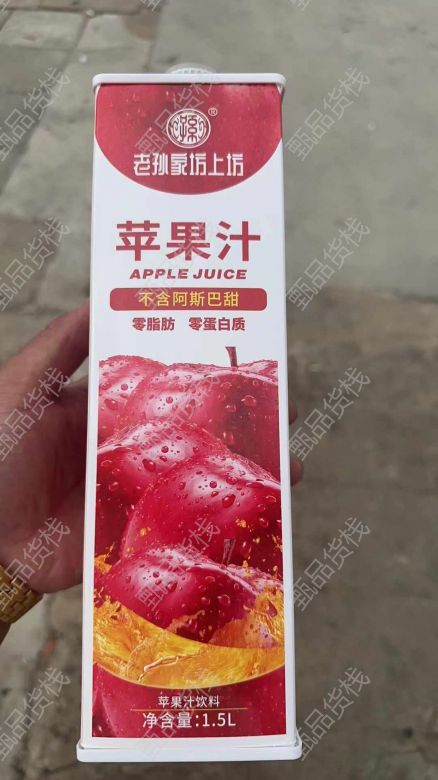 孫
®
老孙家坊上坊
苹果汁
APPLE JUICE
不含阿斯巴甜
零脂肪 零蛋白质
苹果汁饮料
净含量:1.5L
甄品货栈